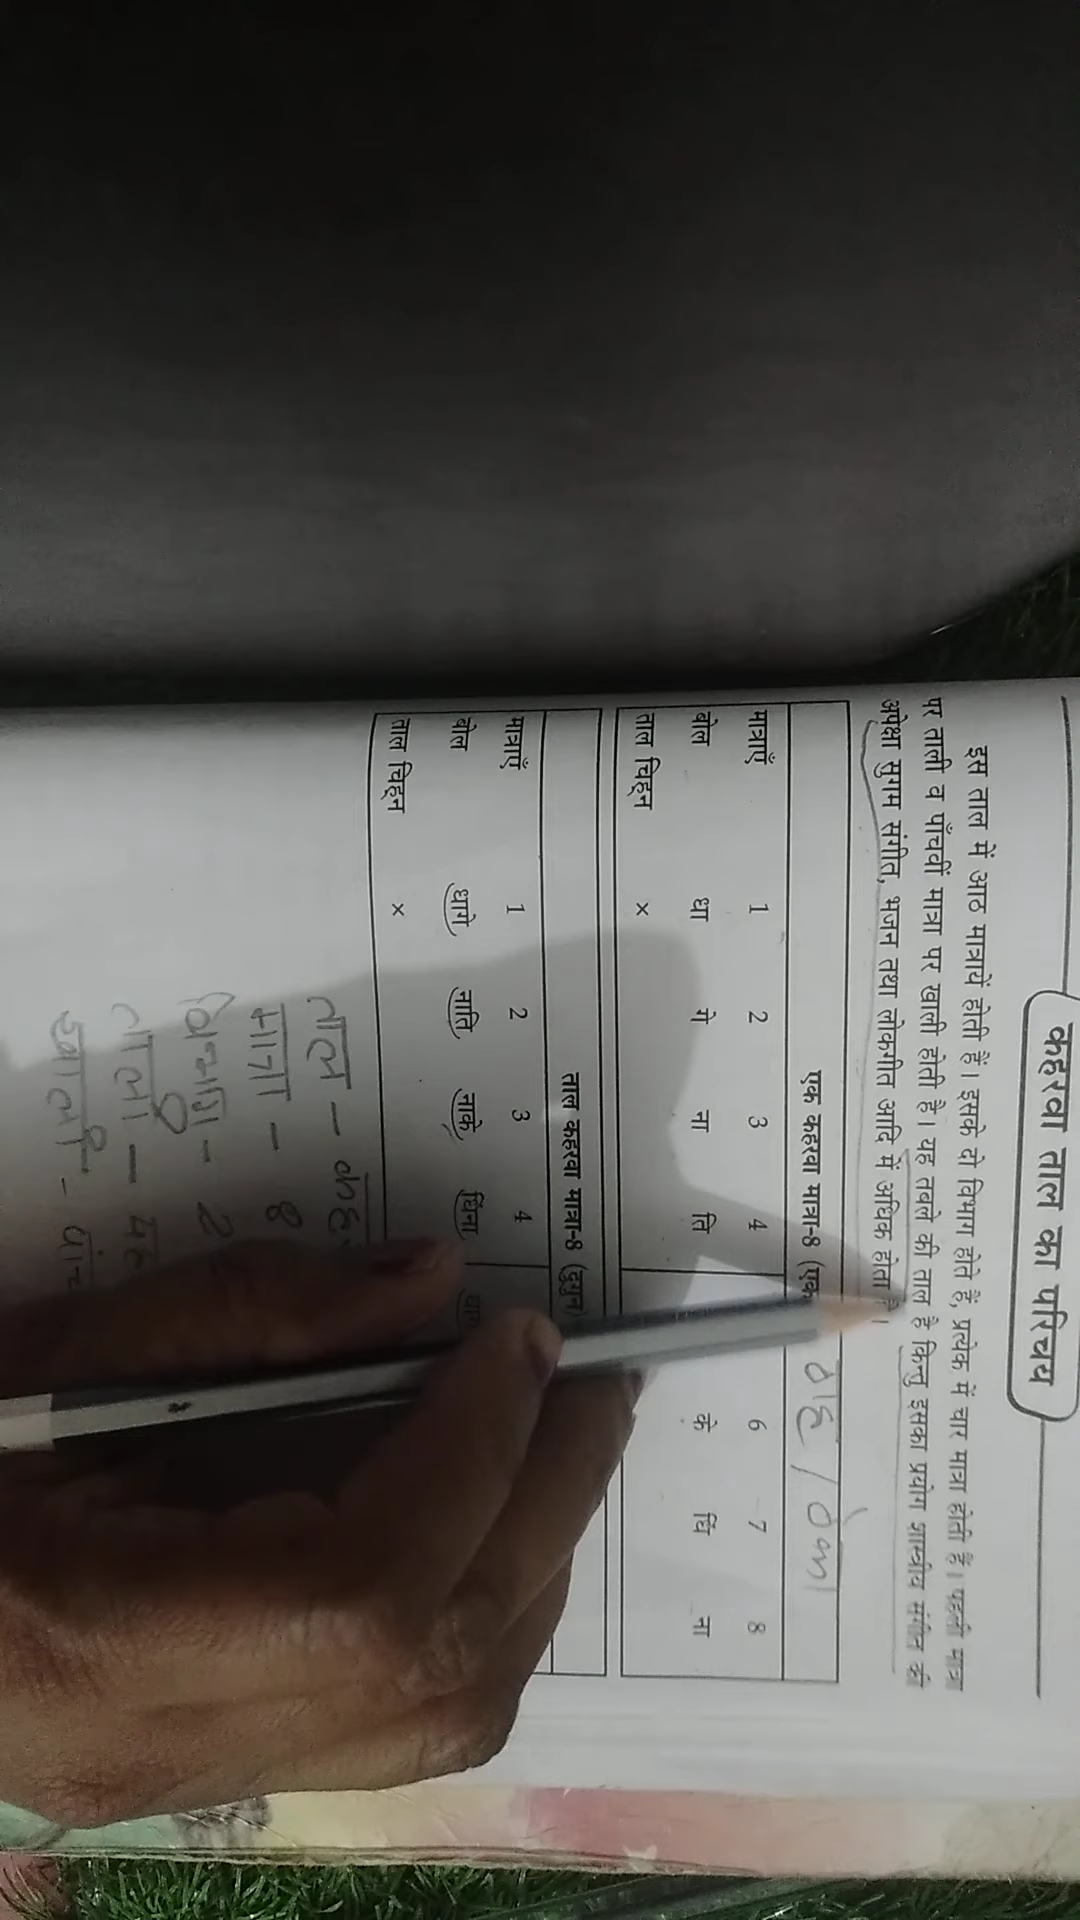 कहरवा ताल का परिचय
इस ताल में आठ मात्रायें होती हैं। इसके दो विभाग होते हैं, प्रत्येक में चार मात्रा होती है। पहली मात्रा
पर ताली व पाँचवीं मात्रा पर खाली होती है। यह तबले की ताल है किन्तु इसका प्रयोग शास्त्रीय संगीत की
अपेक्षा सुगम संगीत, भजन तथा लोकगीत आदि में अधिक होता है।
एक कहरवा मात्रा-8 (एक
मात्राएँ 1 2 3 4 6 7 8
बोल धा गे ना ति के धि ना
ताल चिह्न ×
ताल कहरवा मात्रा-8 (दुगुन)
मात्राएँ 1 2 3 4
बोल धागे नाति नाके धिना
ताल चिह्न ×
ताल -
मात्रा - 8
विभाग - 2
ताली -
खाली -